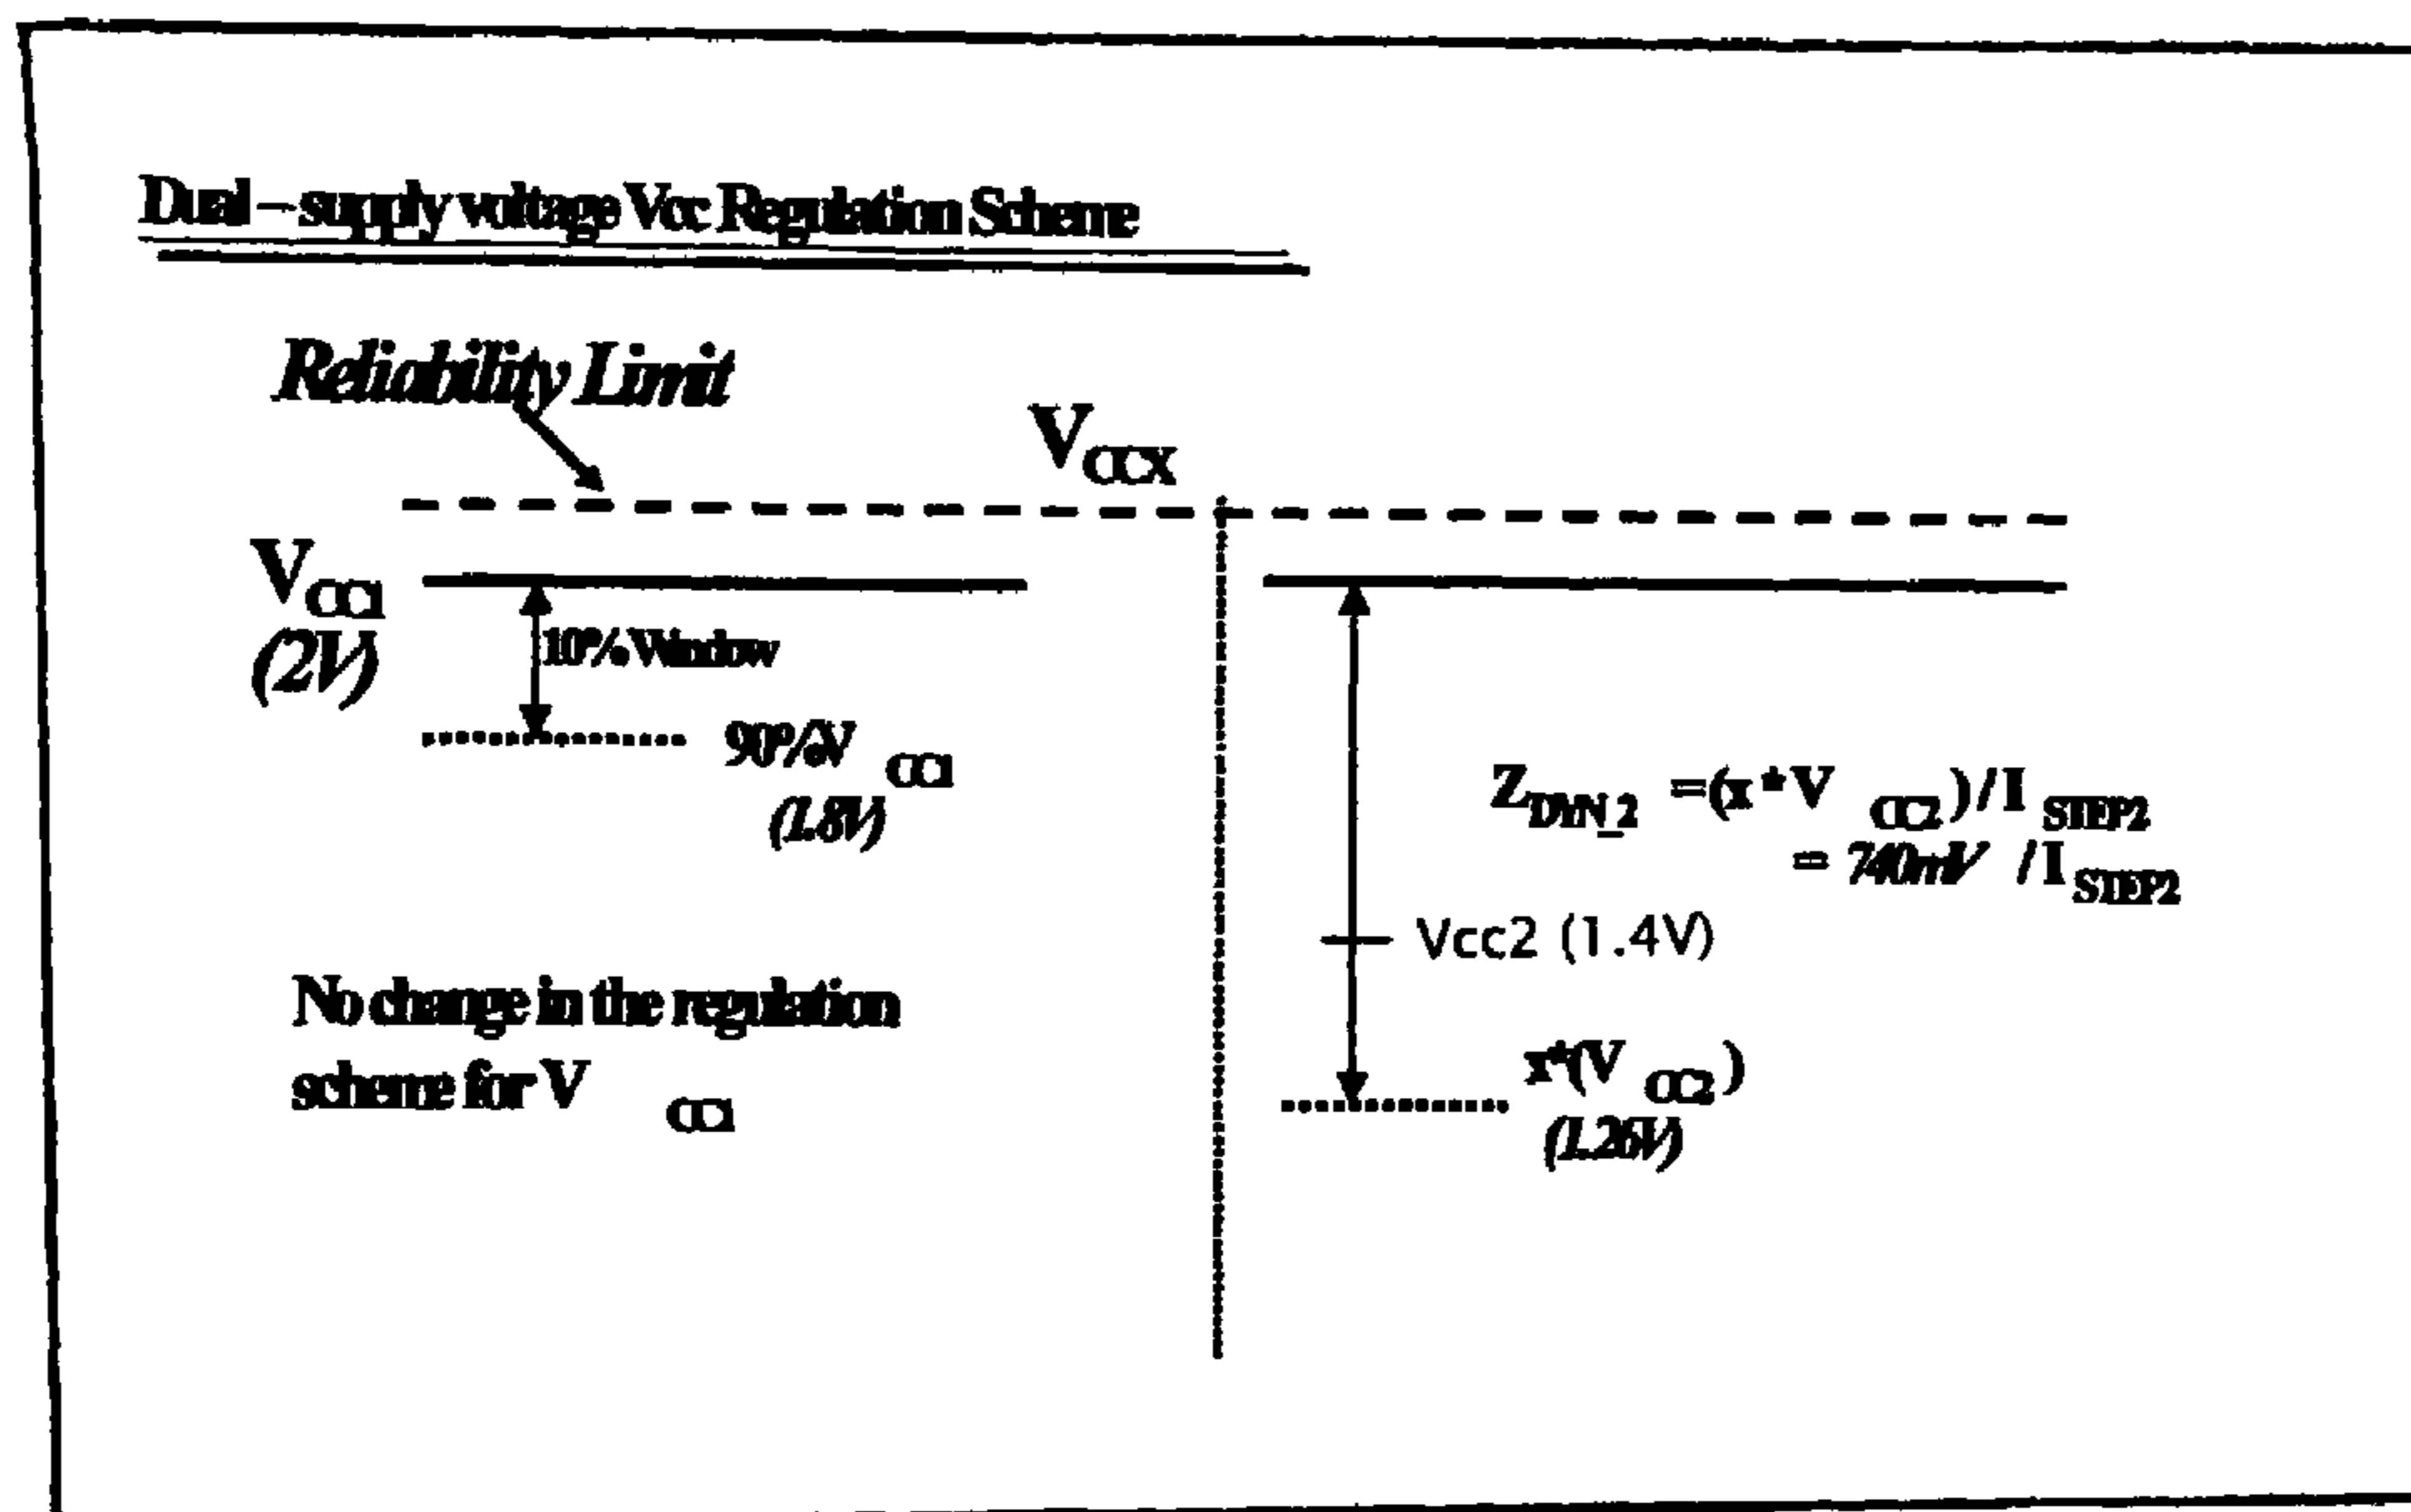 Dual – supply voltage Vcc Regulation Scheme
Reliability Limit
VCCX
VCC1
(2V)
10% Window
90% VCC1
(1.8V)
No change in the regulation
scheme for VCC1
ZDYN_2 =(α*VCC2)/ISTEP2
= 740mV /ISTEP2
Vcc2 (1.4V)
x*(VCC2)
(1.26V)